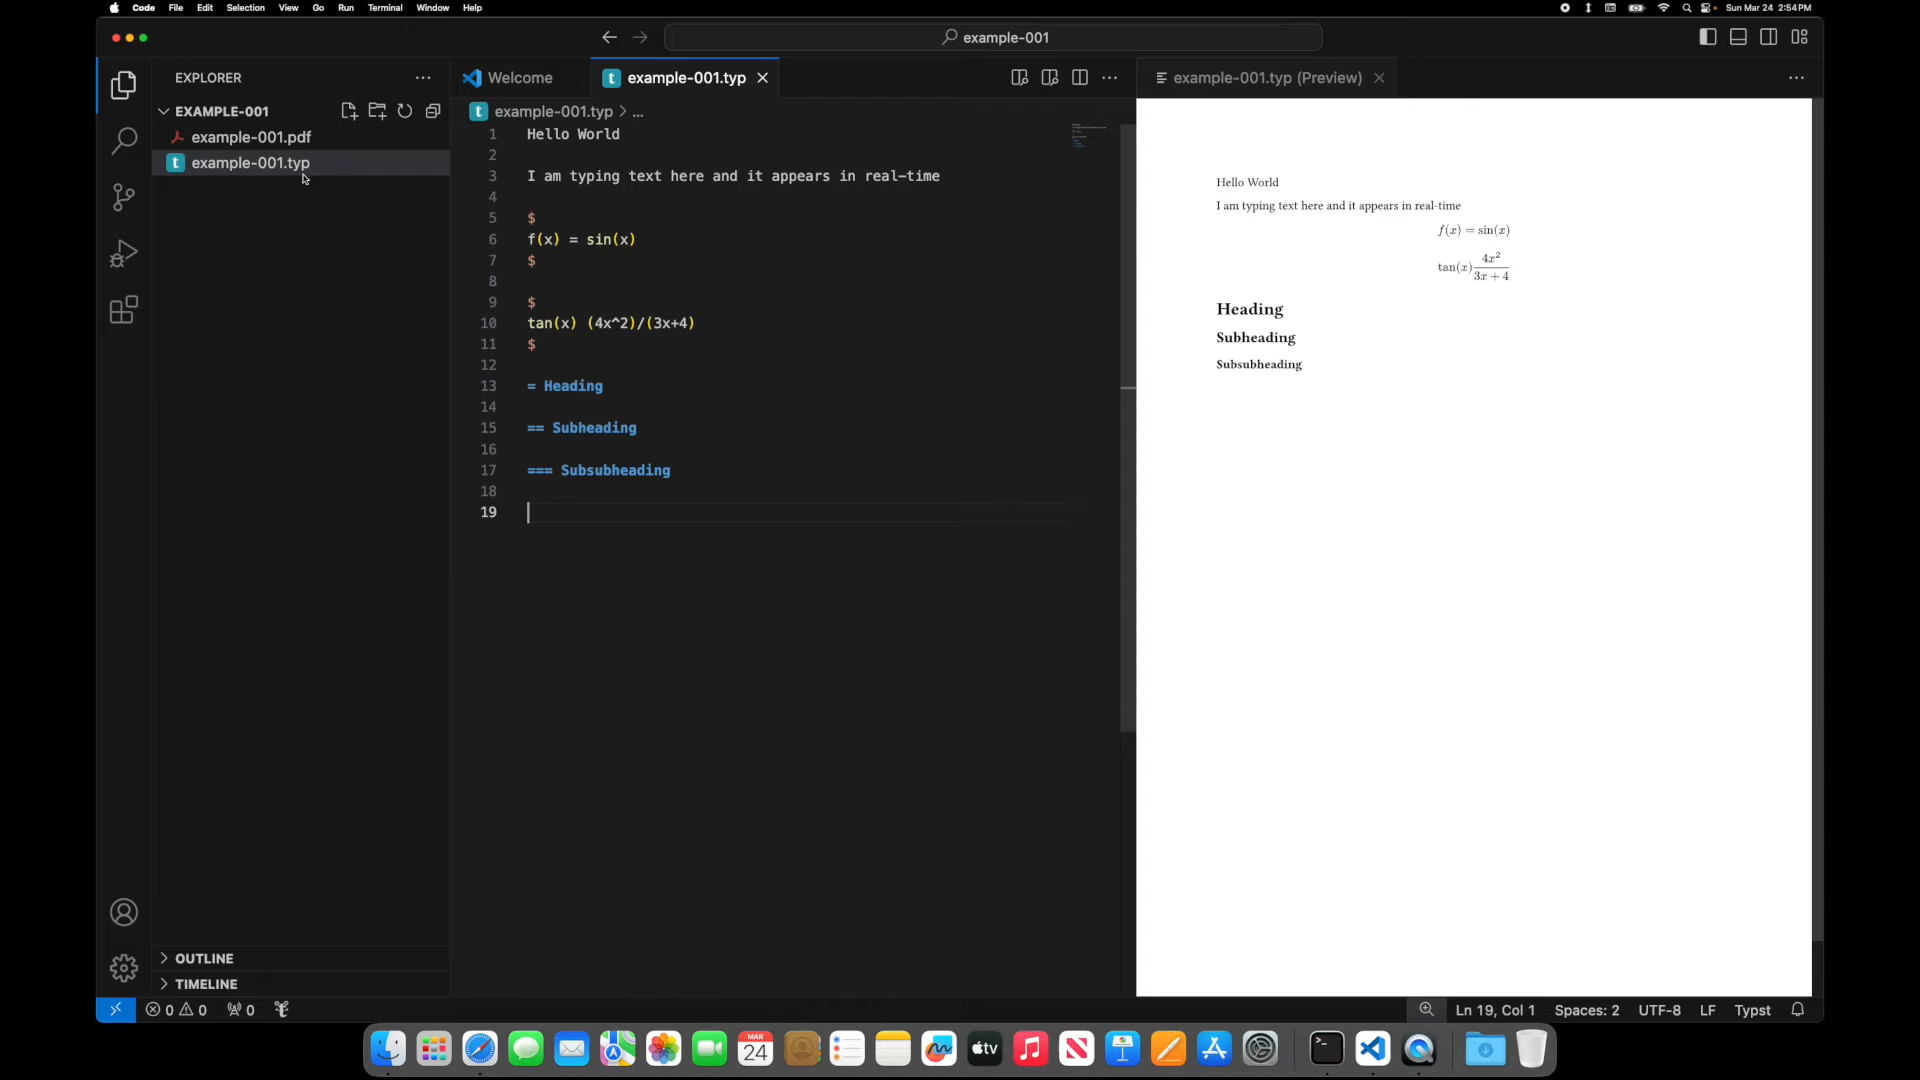 Code File Edit Selection View Go Run Terminal Window Help
Sun Mar 24 2:54 PM
example-001
EXPLORER
EXAMPLE-001
example-001.pdf
example-001.typ
OUTLINE
TIMELINE
Welcome
example-001.typ
example-001.typ > ...
1 Hello World
2
3 I am typing text here and it appears in real-time
4
5 $
6 f(x) = sin(x)
7 $
8
9 $
10 tan(x) (4x^2)/(3x+4)
11 $
12
13 = Heading
14
15 == Subheading
16
17 === Subsubheading
18
19
example-001.typ (Preview)
Hello World
I am typing text here and it appears in real-time
f(x) = sin(x)
tan(x) 4x² / 3x + 4
Heading
Subheading
Subsubheading
0 0 0
Ln 19, Col 1 Spaces: 2 UTF-8 LF Typst
MAR
24
tv